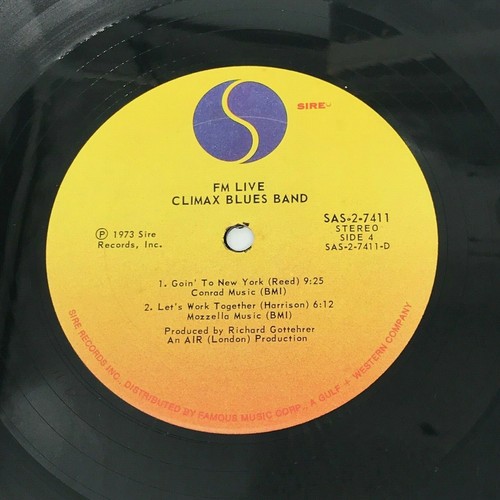 SIRE
FM LIVE
CLIMAX BLUES BAND
SAS-2-7411
STEREO
SIDE 4
SAS-2-7411-D
Ⓟ 1973 Sire
Records, Inc.
1. Goin' To New York (Reed) 9:25
Conrad Music (BMI)
2. Let's Work Together (Harrison) 6:12
Mozzella Music (BMI)
Produced by Richard Gottehrer
An AIR (London) Production
SIRE RECORDS INC., DISTRIBUTED BY FAMOUS MUSIC CORP. A GULF + WESTERN COMPANY